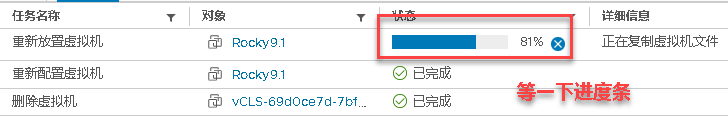 任务名称 对象 状态 详细信息
重新放置虚拟机 Rocky9.1 81% 正在复制虚拟机文件
重新配置虚拟机 Rocky9.1 已完成
删除虚拟机 vCLS-69d0ce7d-7bf... 已完成
等一下进度条